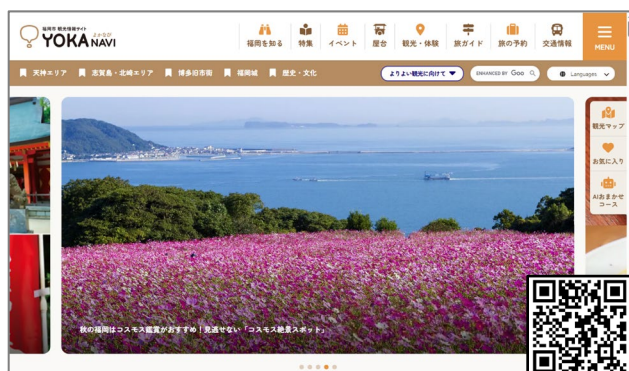 福岡市 観光情報サイト
よかなび
YOKA NAVI
福岡を知る
特集
イベント
屋台
観光・体験
旅ガイド
旅の予約
交通情報
MENU
天神エリア
志賀島・北崎エリア
博多旧市街
福岡城
歴史・文化
よりよい観光に向けて ▼
ENHANCED BY Goo
Languages
観光マップ
お気に入り
AIおまかせ
コース
秋の福岡はコスモス鑑賞がおすすめ！見逃せない「コスモス絶景スポット」